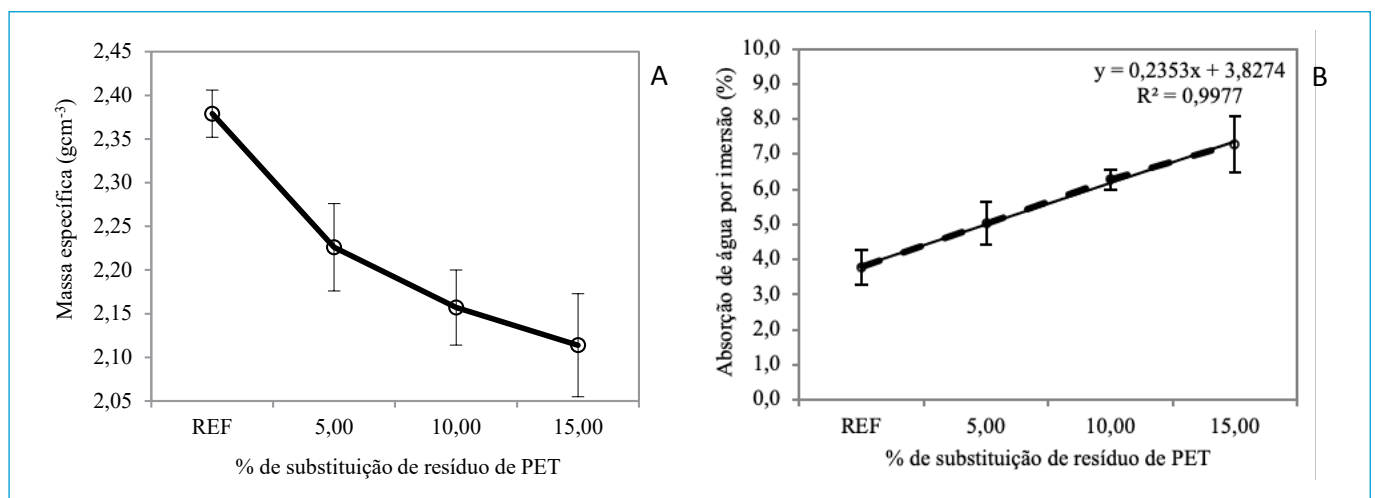 A
Massa específica (gcm-3)
2,45
2,40
2,35
2,30
2,25
2,20
2,15
2,10
2,05
REF 5,00 10,00 15,00
% de substituição de resíduo de PET
B
Absorção de água por imersão (%)
10,0
9,0
8,0
7,0
6,0
5,0
4,0
3,0
2,0
1,0
0,0
y = 0,2353x + 3,8274
R² = 0,9977
REF 5,00 10,00 15,00
% de substituição de resíduo de PET